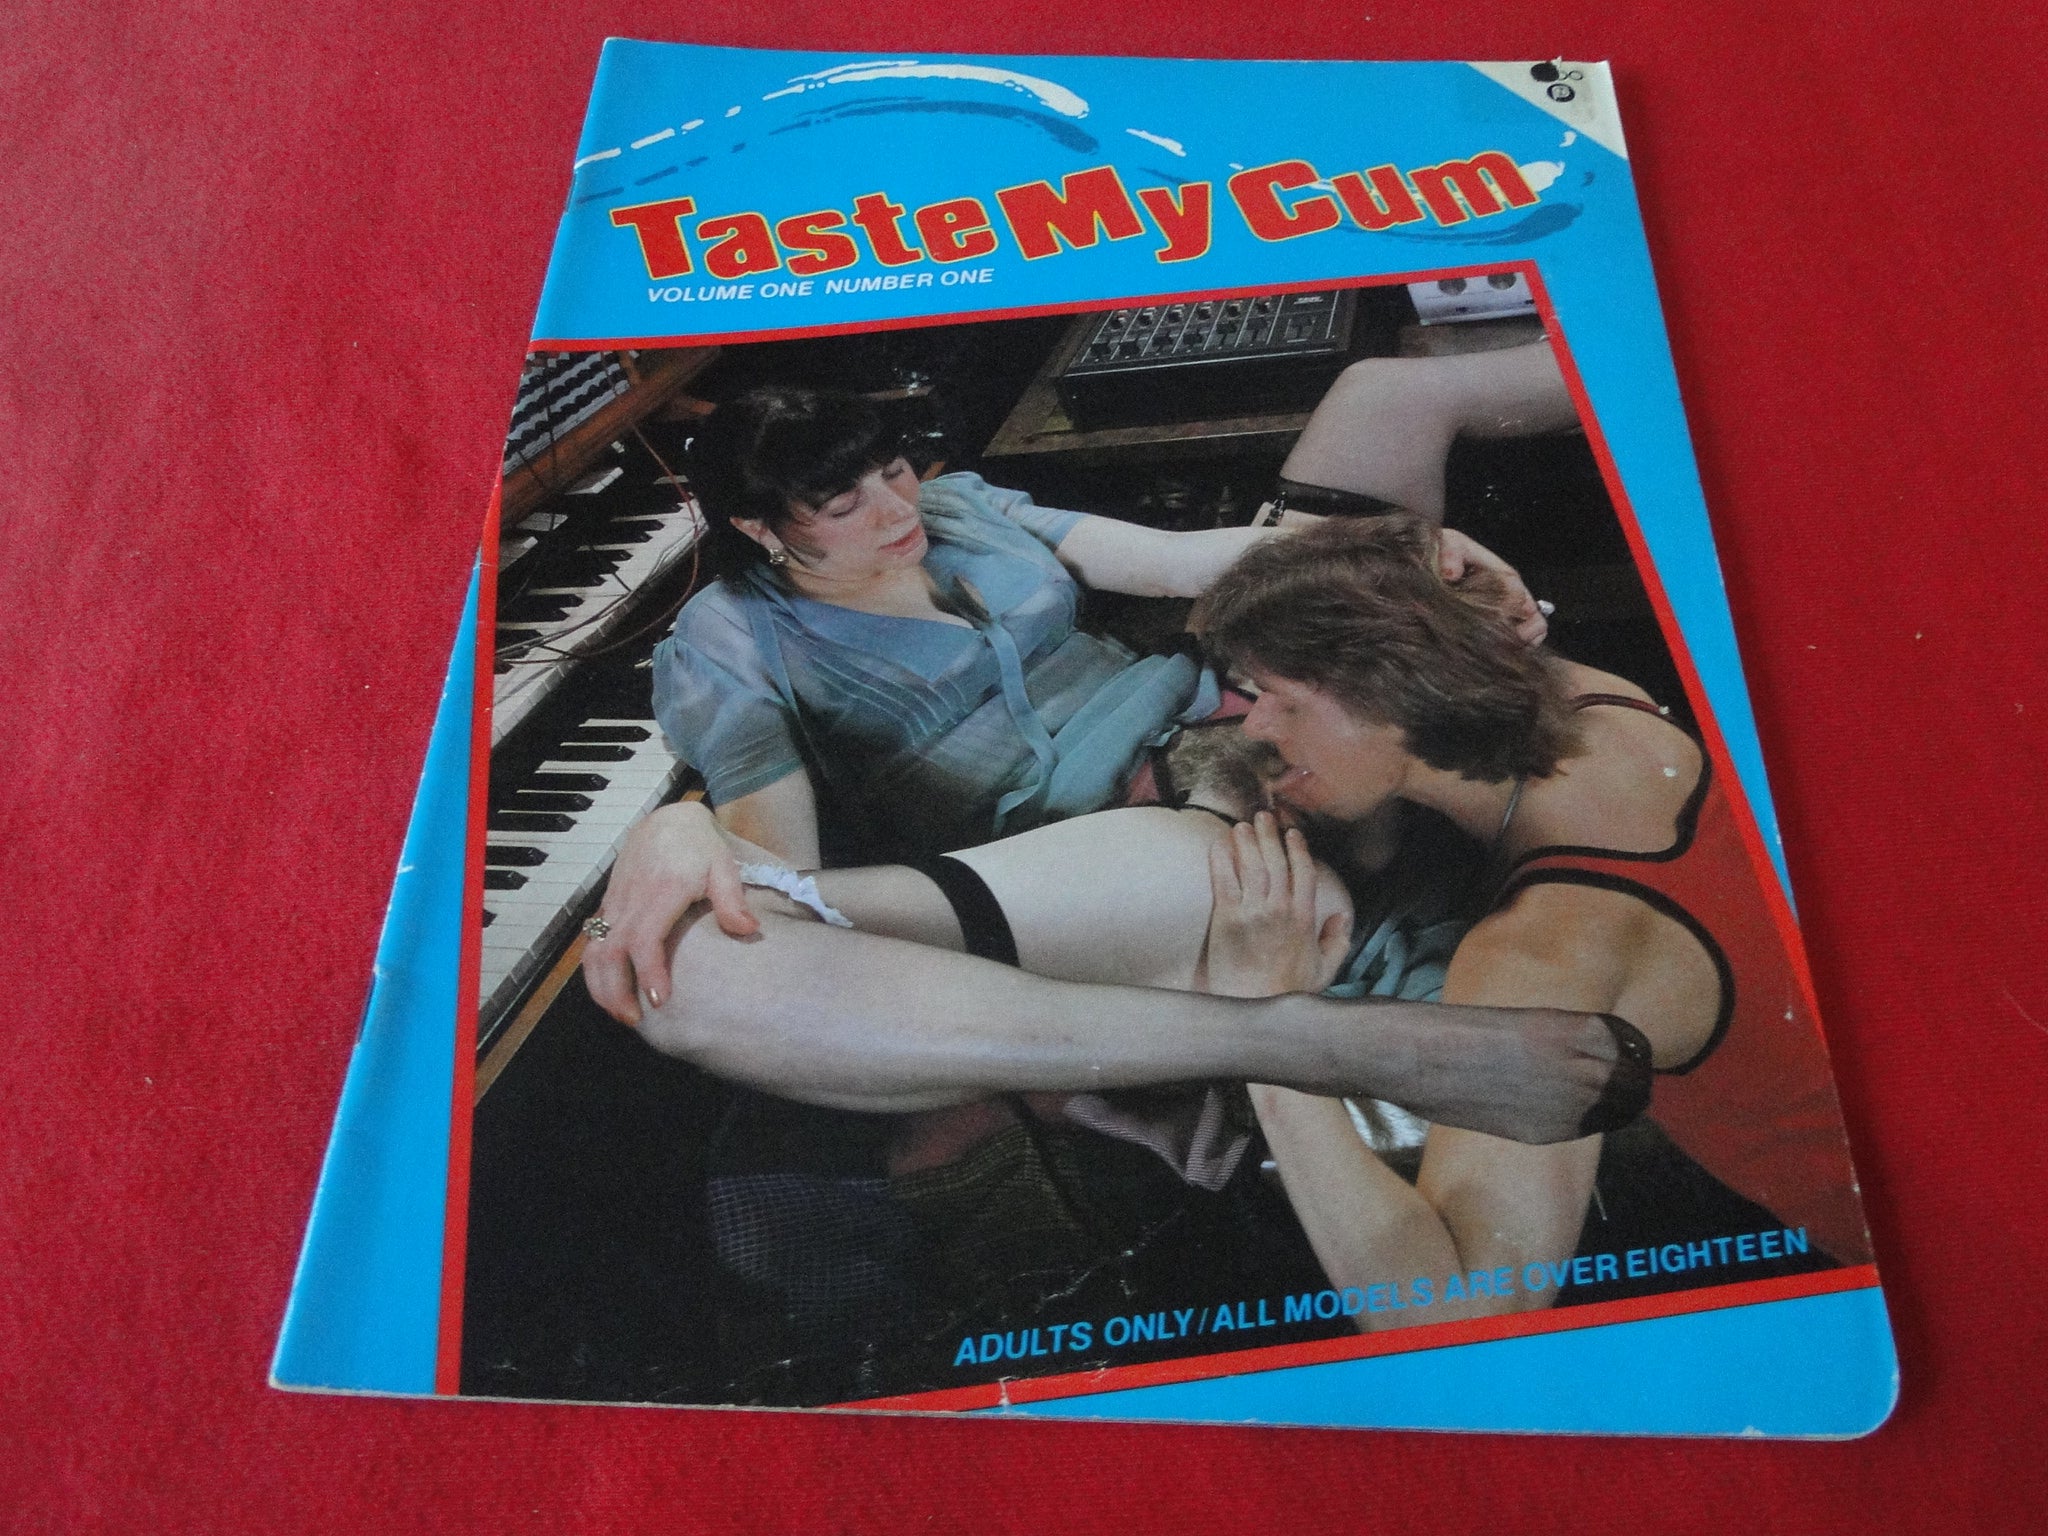 Taste My Cum
VOLUME ONE NUMBER ONE
ADULTS ONLY/ALL MODELS ARE OVER EIGHTEEN